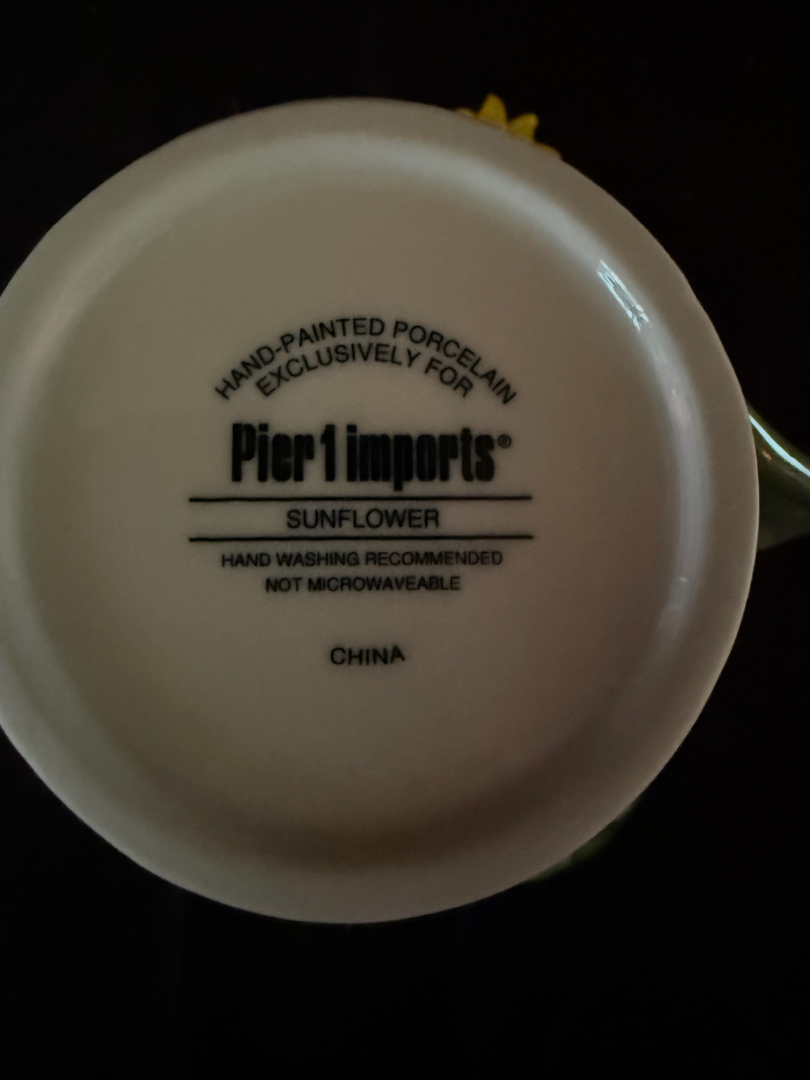 HAND-PAINTED PORCELAIN
EXCLUSIVELY FOR
Pier 1 imports®
SUNFLOWER
HAND WASHING RECOMMENDED
NOT MICROWAVEABLE
CHINA